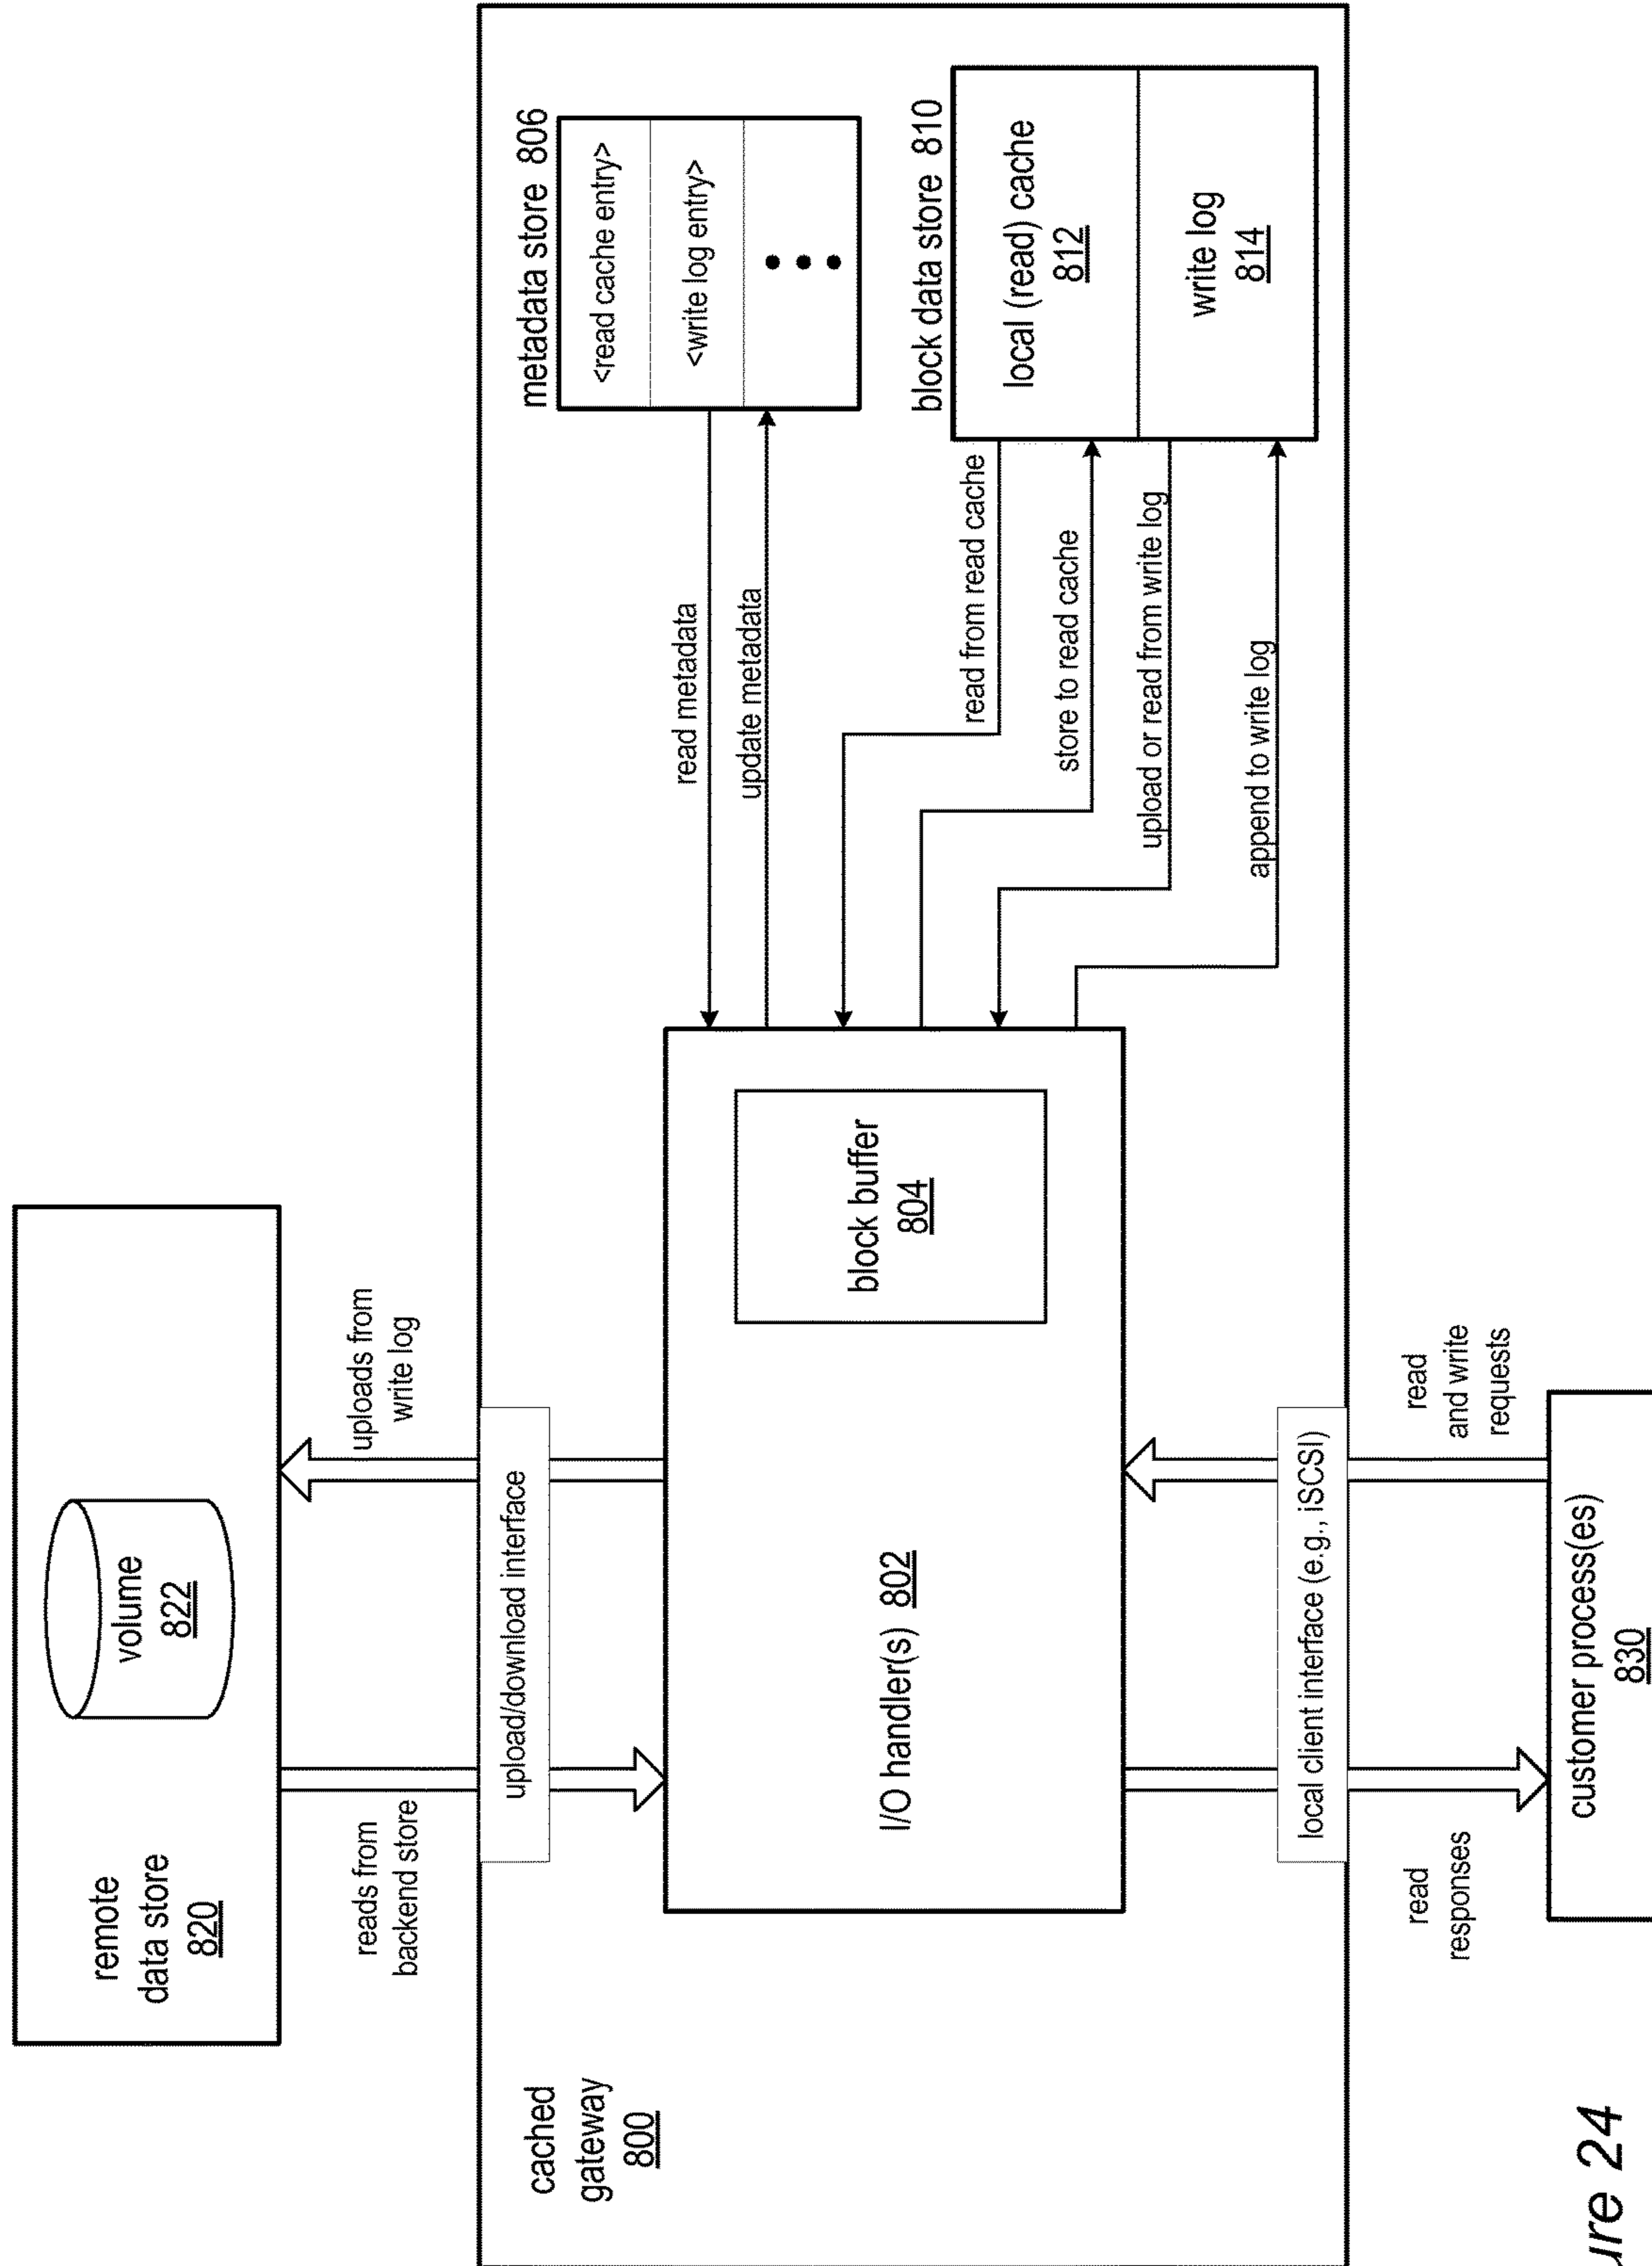 remote
data store
820
volume
822
reads from
backend store
uploads from
write log
cached
gateway
800
upload/download interface
I/O handler(s) 802
block buffer
804
local client interface (e.g., iSCSI)
read
responses
read
and write
requests
customer process(es)
830
read metadata
update metadata
metadata store 806
<read cache entry>
<write log entry>
read from read cache
store to read cache
upload or read from write log
append to write log
block data store 810
local (read) cache
812
write log
814
ure 24